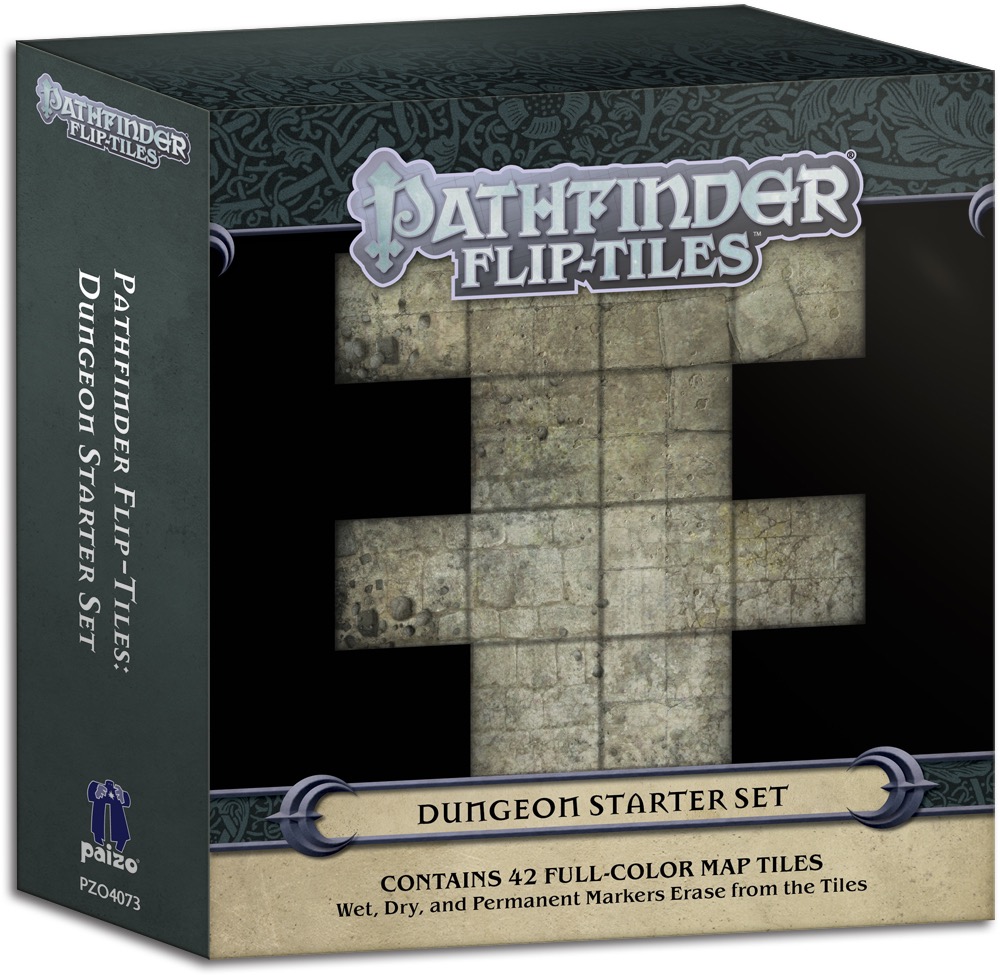 PATHFINDER
FLIP-TILES
PATHFINDER FLIP-TILES:
DUNGEON STARTER SET
paizo®
PZO4073
PATHFINDER®
FLIP-TILES™
DUNGEON STARTER SET
CONTAINS 42 FULL-COLOR MAP TILES
Wet, Dry, and Permanent Markers Erase from the Tiles